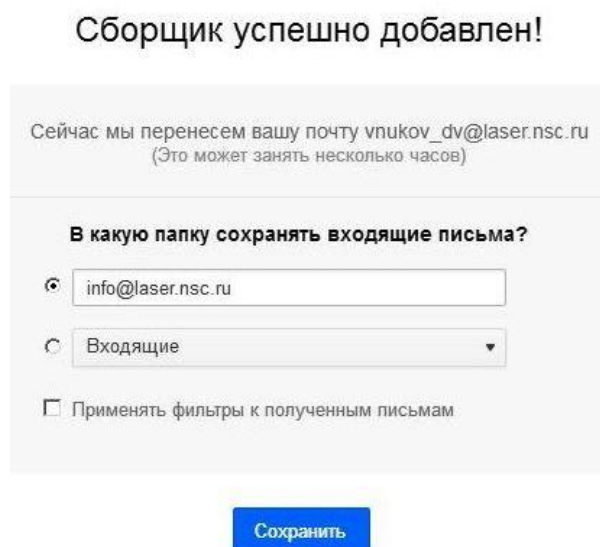 Сборщик успешно добавлен!
Сейчас мы перенесем вашу почту vnukov_dv@laser.nsc.ru
(Это может занять несколько часов)
В какую папку сохранять входящие письма?
info@laser.nsc.ru
Входящие
Применять фильтры к полученным письмам
Сохранить